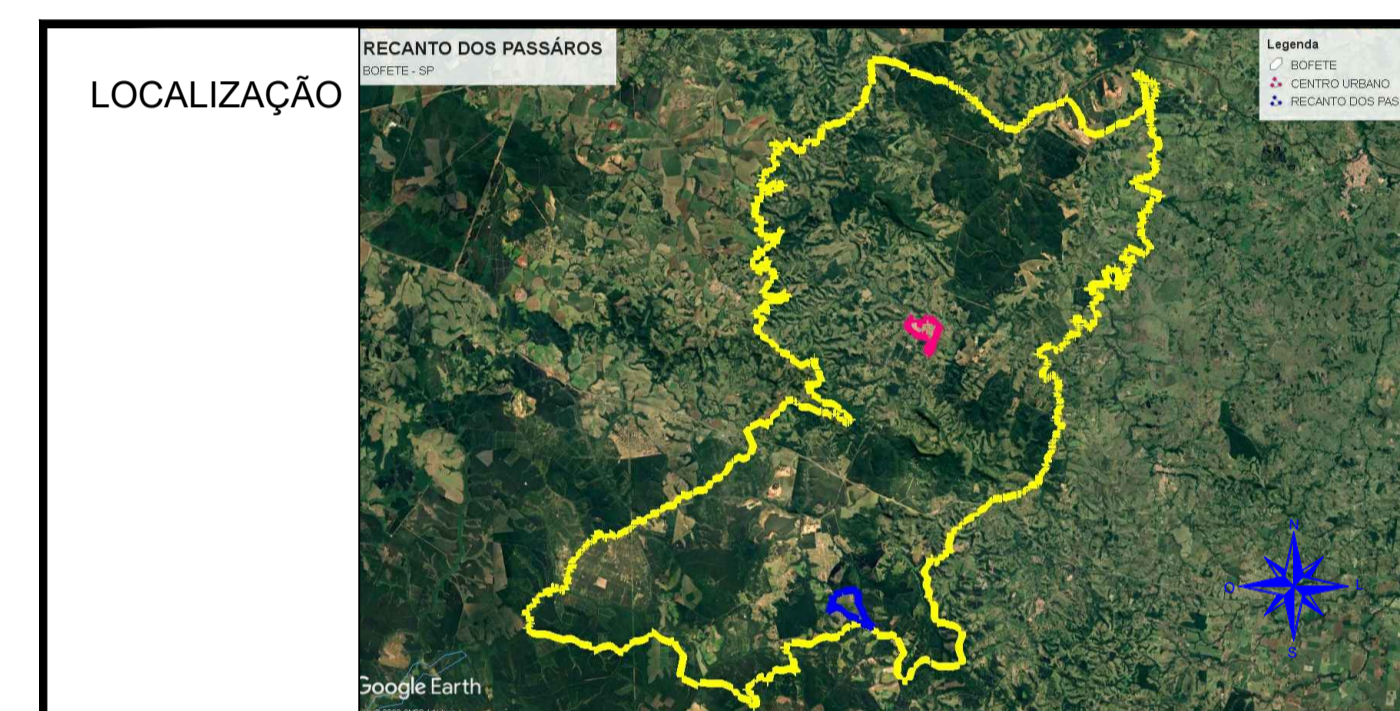 LOCALIZAÇÃO
RECANTO DOS PASSÁROS
BOFETE - SP
Legenda
BOFETE
CENTRO URBANO
RECANTO DOS PAS
N
O
L
S
Google Earth